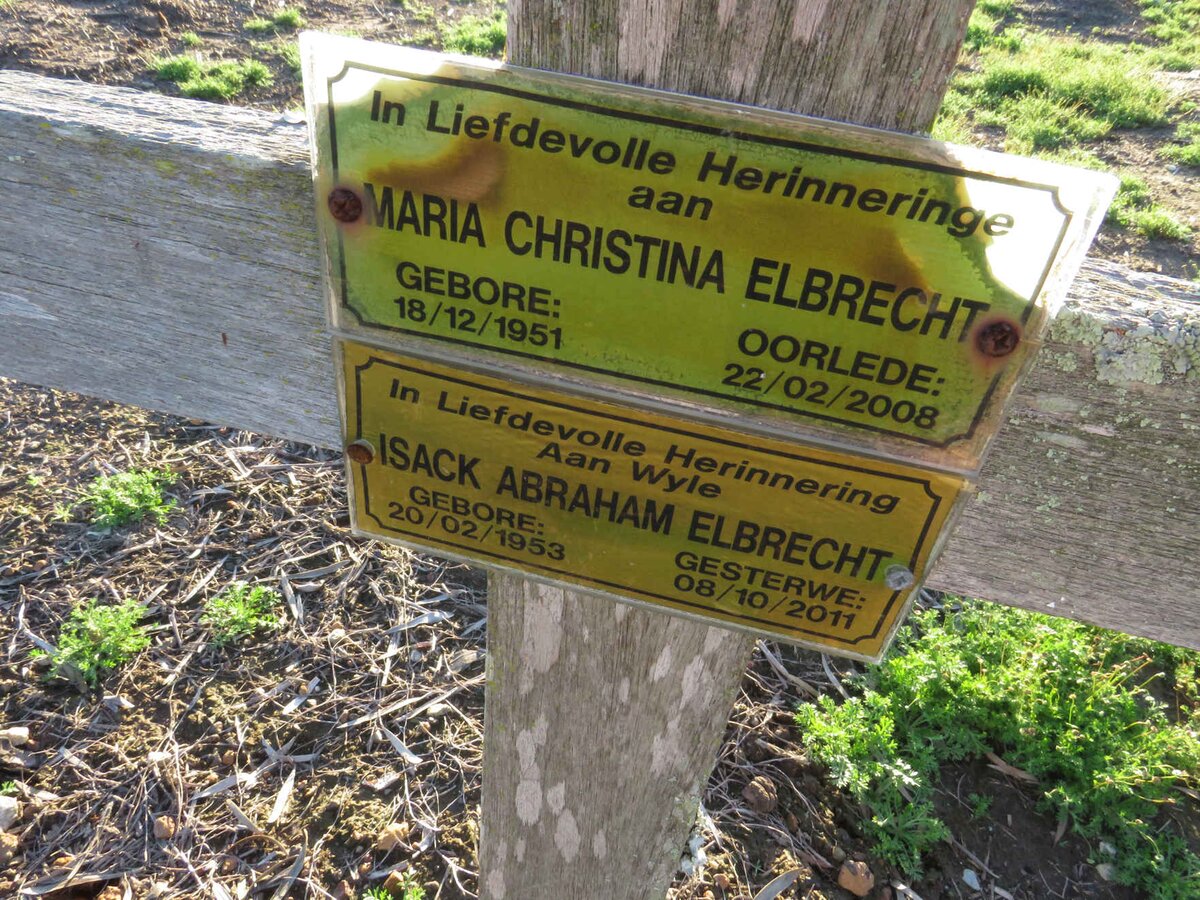 In Liefdevolle Herinneringe
aan
MARIA CHRISTINA ELBRECHT
GEBORE:
18/12/1951
OORLEDE:
22/02/2008
In Liefdevolle Herinnering
Aan Wyle
ISACK ABRAHAM ELBRECHT
GEBORE:
20/02/1953
GESTERWE:
08/10/2011